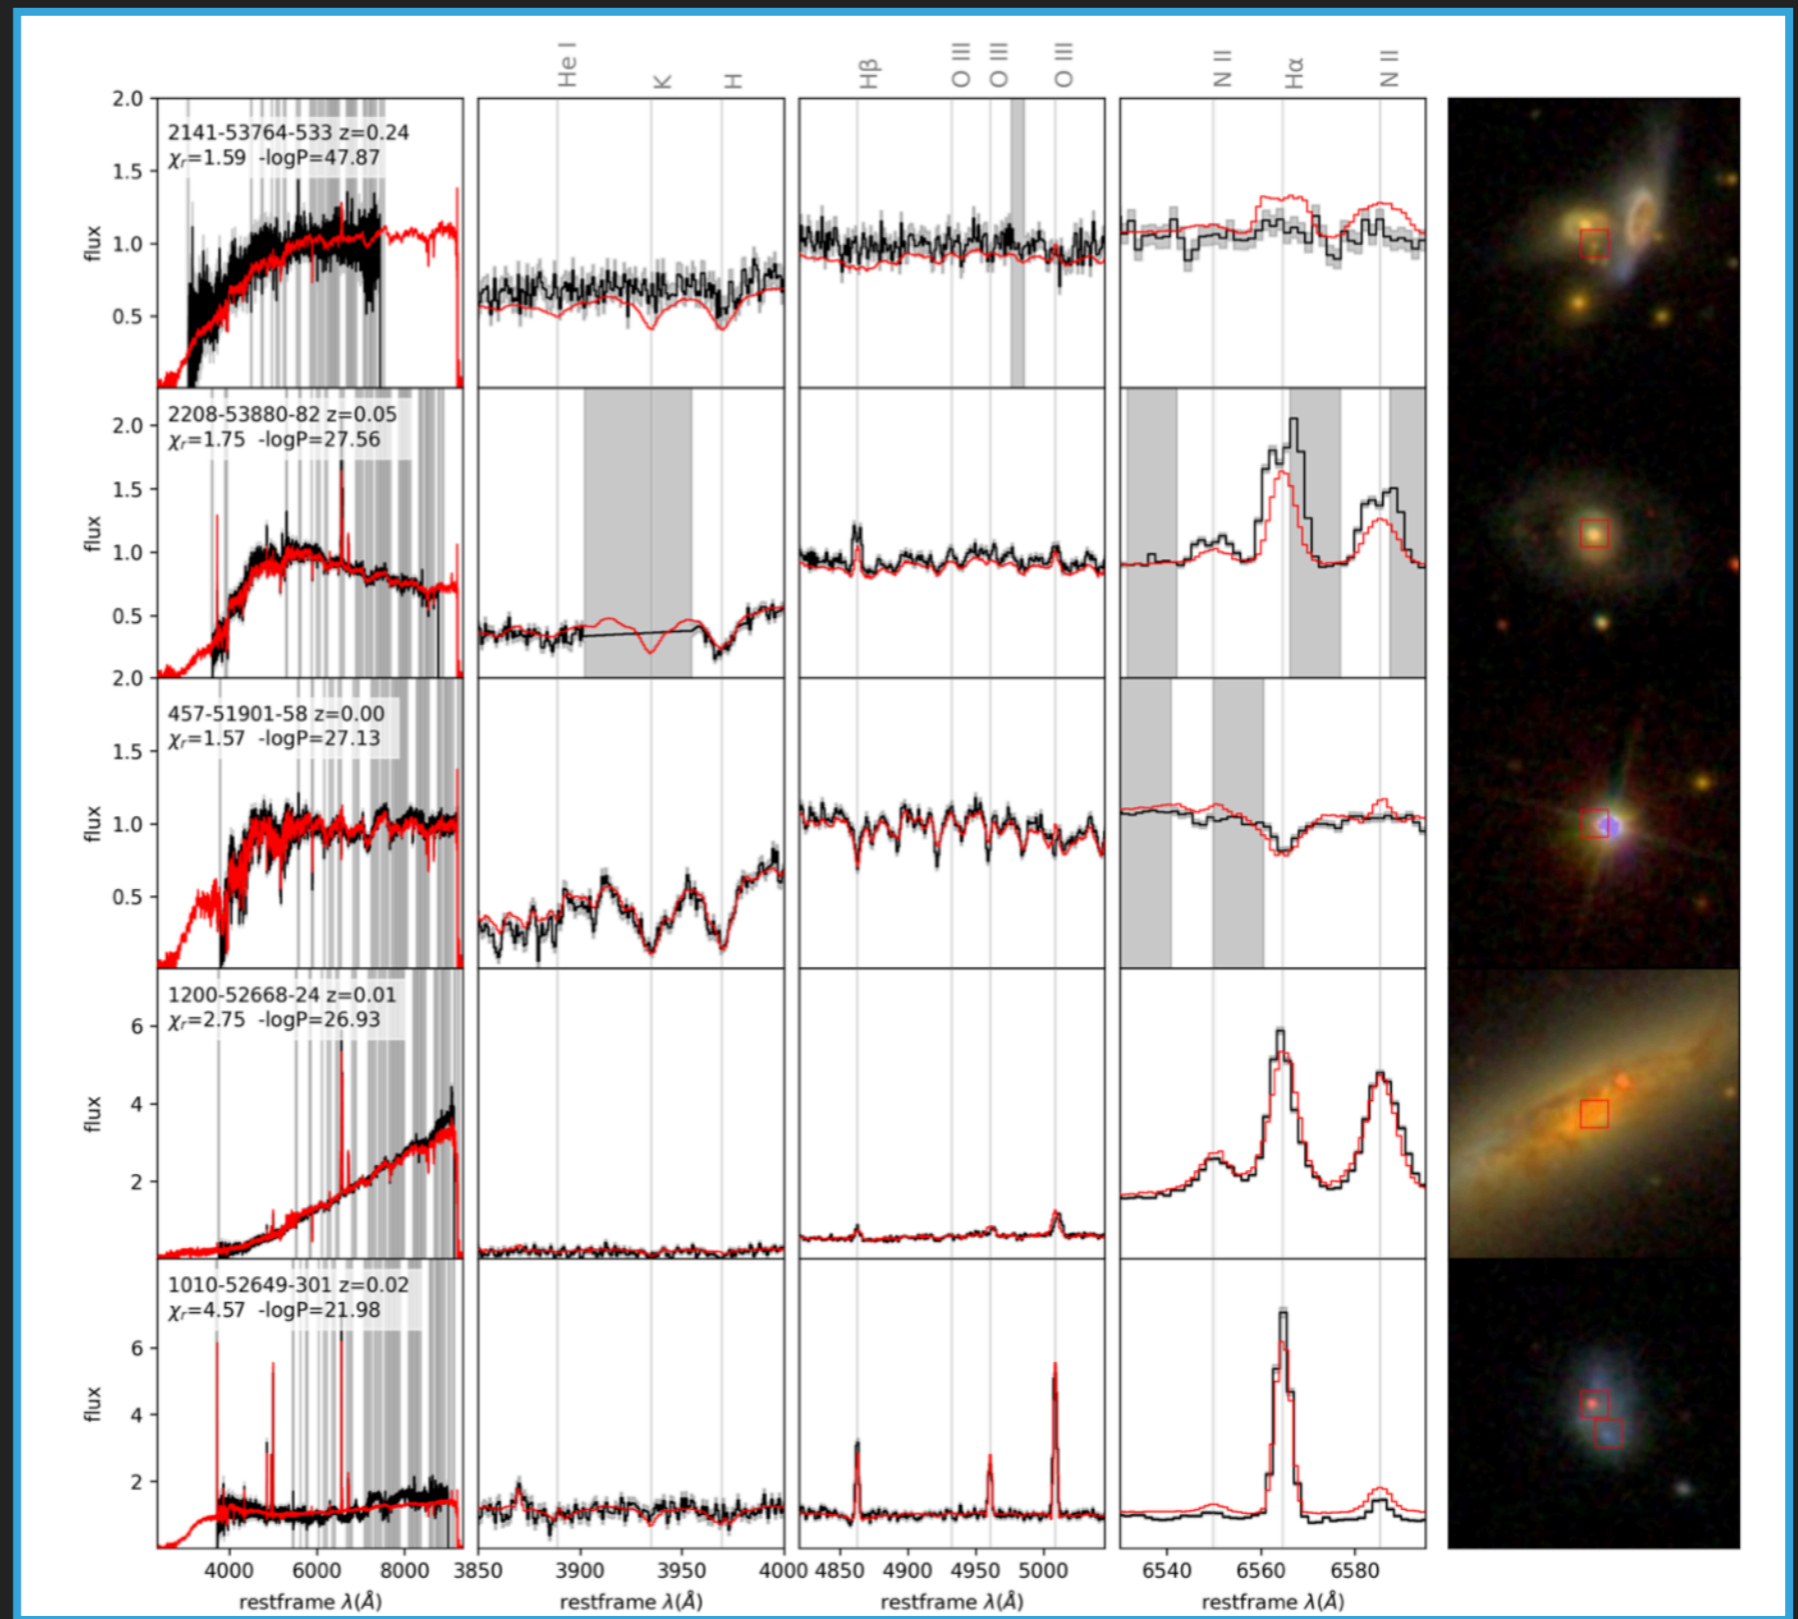 He I
K
H
Hβ
O III
O III
O III
N II
Hα
N II
2141-53764-533 z=0.24
χᵣ=1.59 -logP=47.87
2.0
1.5
1.0
0.5
flux
2208-53880-82 z=0.05
χᵣ=1.75 -logP=27.56
2.0
1.5
1.0
0.5
flux
457-51901-58 z=0.00
χᵣ=1.57 -logP=27.13
2.0
1.5
1.0
0.5
flux
1200-52668-24 z=0.01
χᵣ=2.75 -logP=26.93
6
4
2
flux
1010-52649-301 z=0.02
χᵣ=4.57 -logP=21.98
6
4
2
flux
4000 6000 8000 3850 3900 3950 4000 4850 4900 4950 5000 6540 6560 6580
restframe λ(Å) restframe λ(Å) restframe λ(Å) restframe λ(Å)